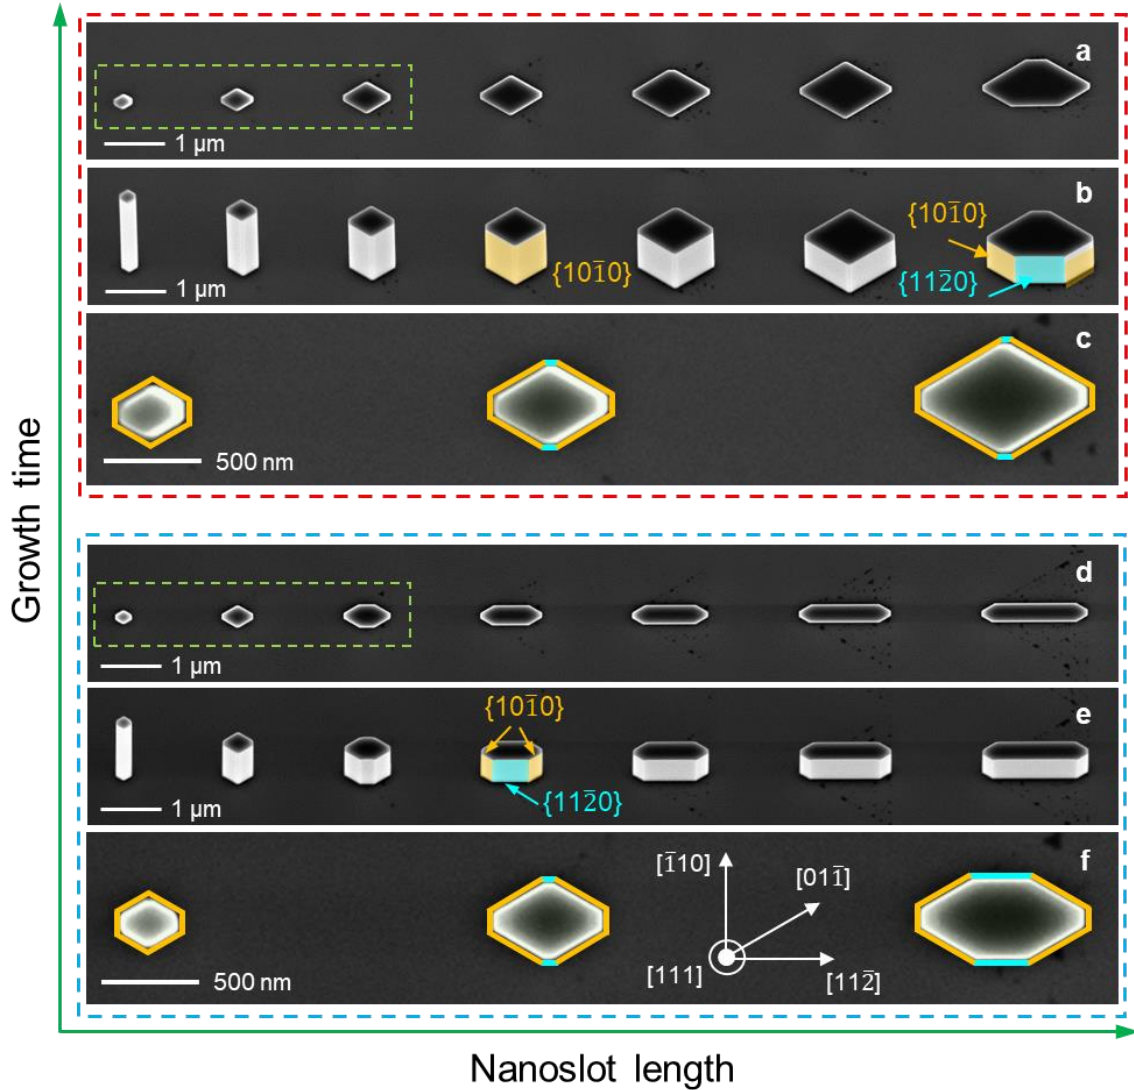 a
1 µm
b
{101̅0}
{101̅0}
{112̅0}
1 µm
c
500 nm
Growth time
d
1 µm
e
{101̅0}
{112̅0}
1 µm
f
[1̅10]
[011̅]
[111]
[112̅]
500 nm
Nanoslot length